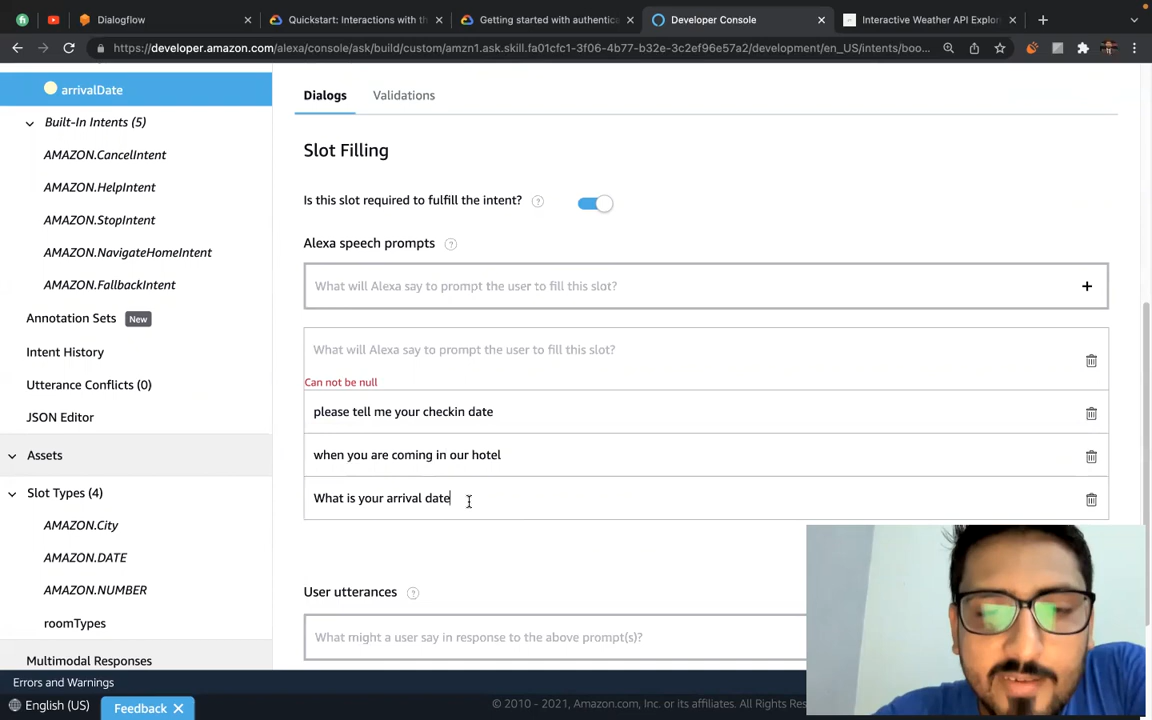 Dialogflow
Quickstart: Interactions with th
Getting started with authentica
Developer Console
Interactive Weather API Explor
https://developer.amazon.com/alexa/console/ask/build/custom/amzn1.ask.skill.fa01cfc1-3f06-4b77-b32e-3c2ef96e57a2/development/en_US/intents/boo...
arrivalDate
Built-In Intents (5)
AMAZON.CancelIntent
AMAZON.HelpIntent
AMAZON.StopIntent
AMAZON.NavigateHomeIntent
AMAZON.FallbackIntent
Annotation Sets New
Intent History
Utterance Conflicts (0)
JSON Editor
Assets
Slot Types (4)
AMAZON.City
AMAZON.DATE
AMAZON.NUMBER
roomTypes
Multimodal Responses
Dialogs Validations
Slot Filling
Is this slot required to fulfill the intent?
Alexa speech prompts
What will Alexa say to prompt the user to fill this slot?
What will Alexa say to prompt the user to fill this slot?
Can not be null
please tell me your checkin date
when you are coming in our hotel
What is your arrival date
User utterances
What might a user say in response to the above prompt(s)?
Errors and Warnings
English (US)
Feedback
© 2010 - 2021, Amazon.com, Inc. or its affiliates. All Rights Rese